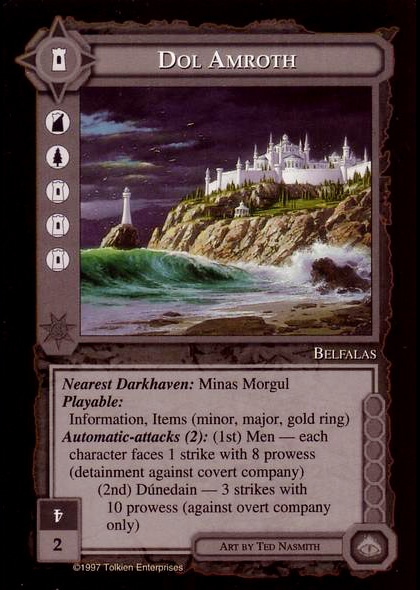 Dol Amroth
Belfalas
Nearest Darkhaven: Minas Morgul
Playable:
Information, Items (minor, major, gold ring)
Automatic-attacks (2): (1st) Men — each
character faces 1 strike with 8 prowess
(detainment against covert company)
(2nd) Dúnedain — 3 strikes with
10 prowess (against overt company
only)
2
Art by Ted Nasmith
©1997 Tolkien Enterprises